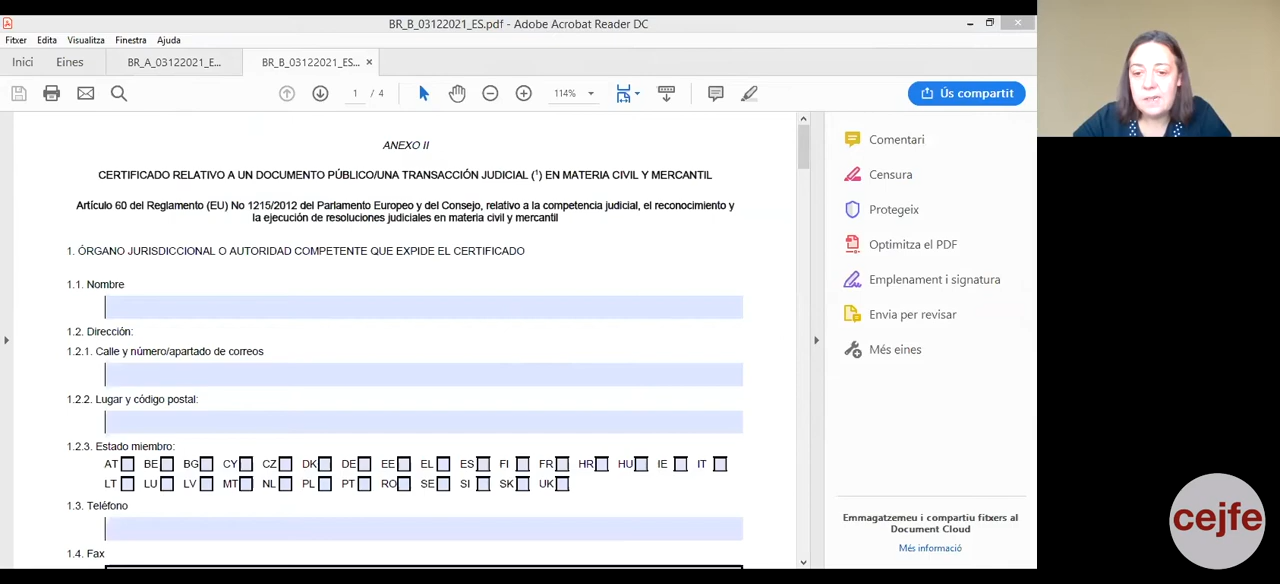 BR_B_03122021_ES.pdf - Adobe Acrobat Reader DC
Fitxer Edita Visualitza Finestra Ajuda
Inici Eines BR_A_03122021_E... BR_B_03122021_ES... ×
1 / 4 114% Ús compartit
ANEXO II
CERTIFICADO RELATIVO A UN DOCUMENTO PÚBLICO/UNA TRANSACCIÓN JUDICIAL (¹) EN MATERIA CIVIL Y MERCANTIL
Artículo 60 del Reglamento (EU) No 1215/2012 del Parlamento Europeo y del Consejo, relativo a la competencia judicial, el reconocimiento y
la ejecución de resoluciones judiciales en materia civil y mercantil
1. ÓRGANO JURISDICCIONAL O AUTORIDAD COMPETENTE QUE EXPIDE EL CERTIFICADO
1.1. Nombre
1.2. Dirección:
1.2.1. Calle y número/apartado de correos
1.2.2. Lugar y código postal:
1.2.3. Estado miembro:
AT BE BG CY CZ DK DE EE EL ES FI FR HR HU IE IT
LT LU LV MT NL PL PT RO SE SI SK UK
1.3. Teléfono
1.4. Fax
Comentari
Censura
Protegeix
Optimitza el PDF
Emplenament i signatura
Envia per revisar
Més eines
Emmagatzemeu i compartiu fitxers al
Document Cloud
Més informació
cejfe